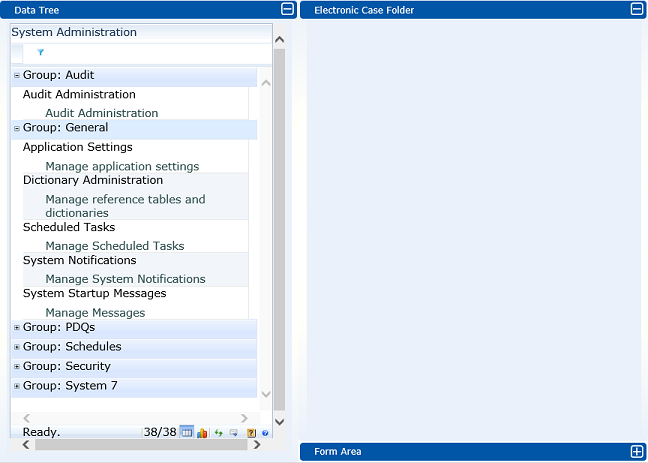 Data Tree
Electronic Case Folder
System Administration
Group: Audit
Audit Administration
Audit Administration
Group: General
Application Settings
Manage application settings
Dictionary Administration
Manage reference tables and
dictionaries
Scheduled Tasks
Manage Scheduled Tasks
System Notifications
Manage System Notifications
System Startup Messages
Manage Messages
Group: PDQs
Group: Schedules
Group: Security
Group: System 7
Ready. 38/38
Form Area